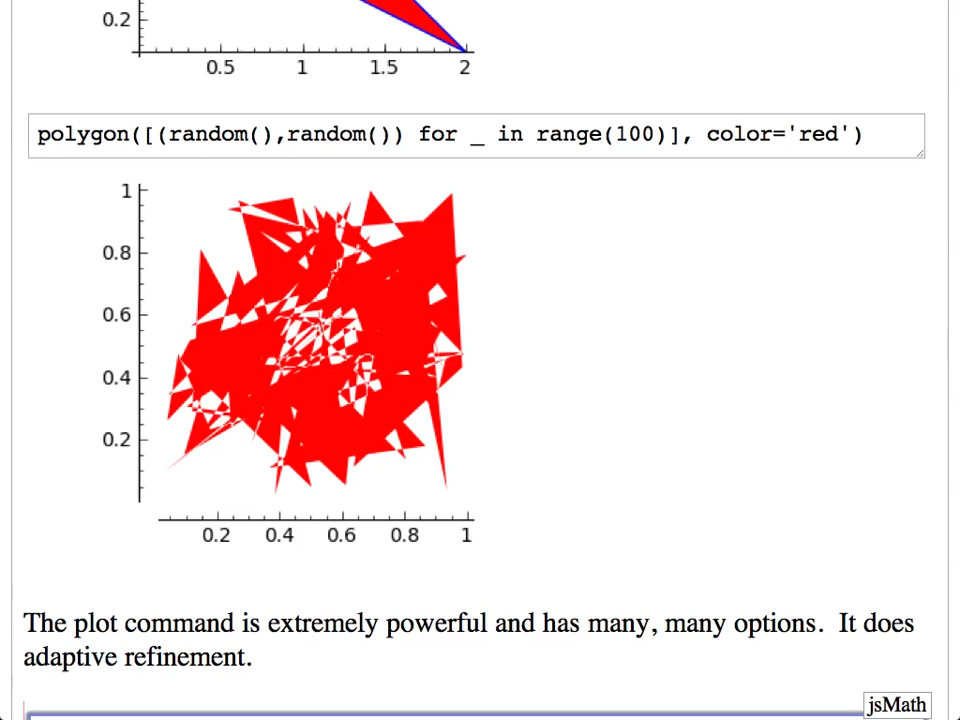 0.2
0.5 1 1.5 2
polygon([(random(),random()) for _ in range(100)], color='red')
1
0.8
0.6
0.4
0.2
0.2 0.4 0.6 0.8 1
The plot command is extremely powerful and has many, many options.  It does
adaptive refinement.
jsMath